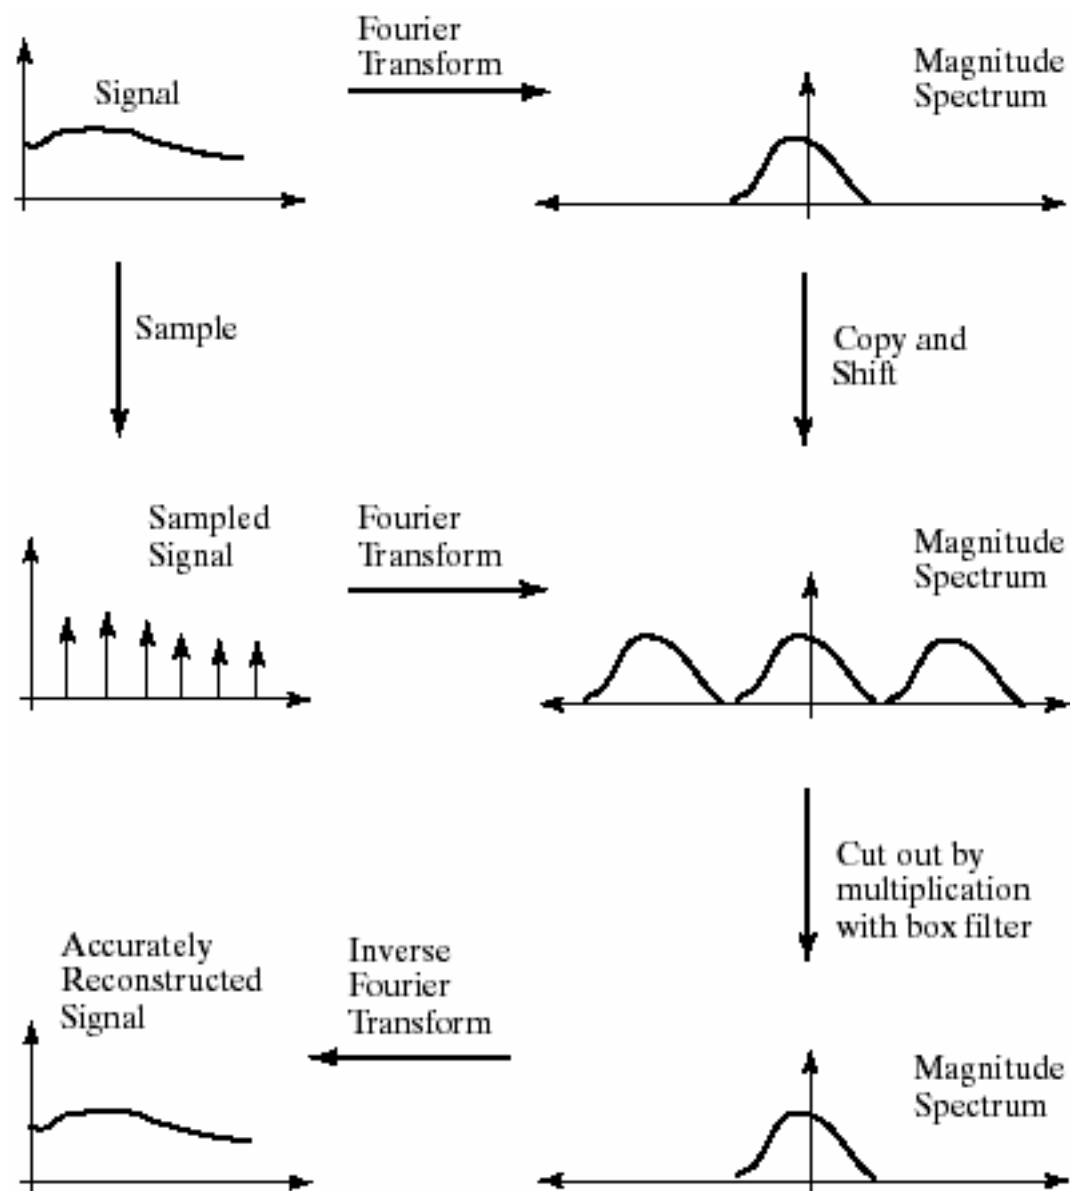 Fourier
Transform
Signal
Magnitude
Spectrum
Sample
Copy and
Shift
Sampled
Signal
Fourier
Transform
Magnitude
Spectrum
Cut out by
multiplication
with box filter
Accurately
Reconstructed
Signal
Inverse
Fourier
Transform
Magnitude
Spectrum